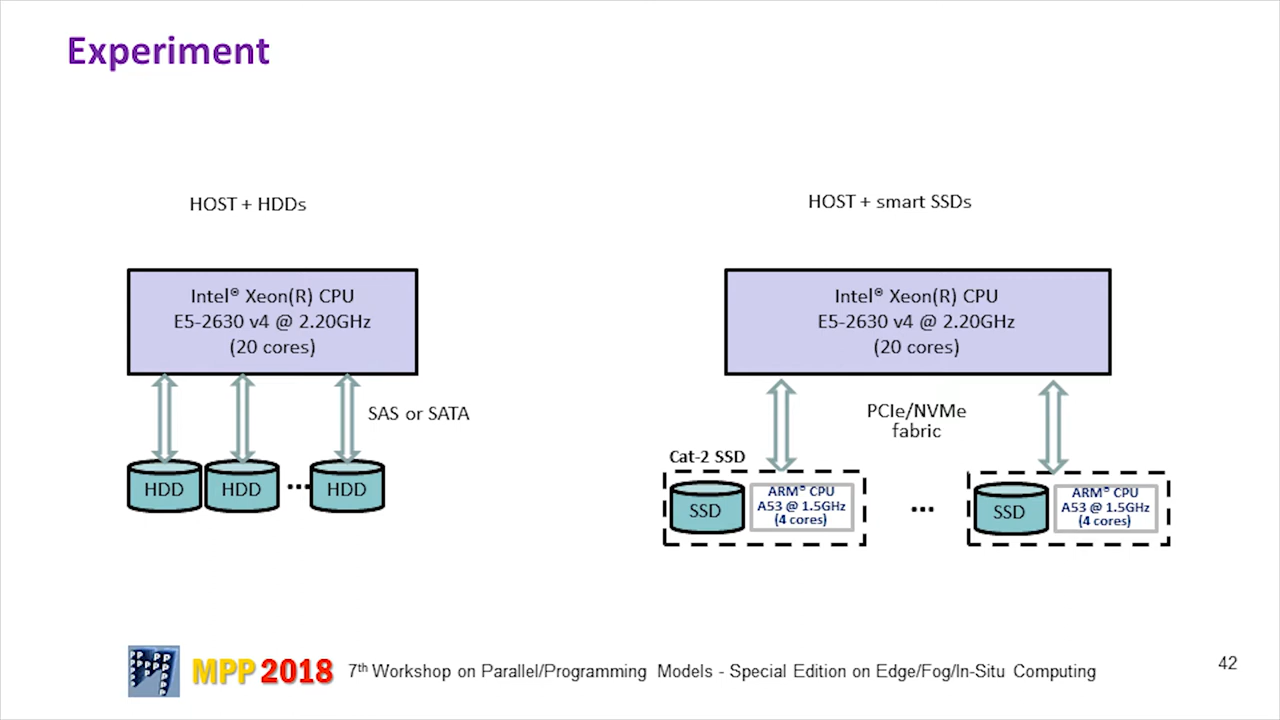 Experiment
HOST + HDDs
Intel® Xeon(R) CPU
E5-2630 v4 @ 2.20GHz
(20 cores)
SAS or SATA
HDD
HDD
...
HDD
HOST + smart SSDs
Intel® Xeon(R) CPU
E5-2630 v4 @ 2.20GHz
(20 cores)
PCIe/NVMe
fabric
Cat-2 SSD
SSD
ARM® CPU
A53 @ 1.5GHz
(4 cores)
...
SSD
ARM® CPU
A53 @ 1.5GHz
(4 cores)
MPP 2018
7th Workshop on Parallel/Programming Models - Special Edition on Edge/Fog/In-Situ Computing
42